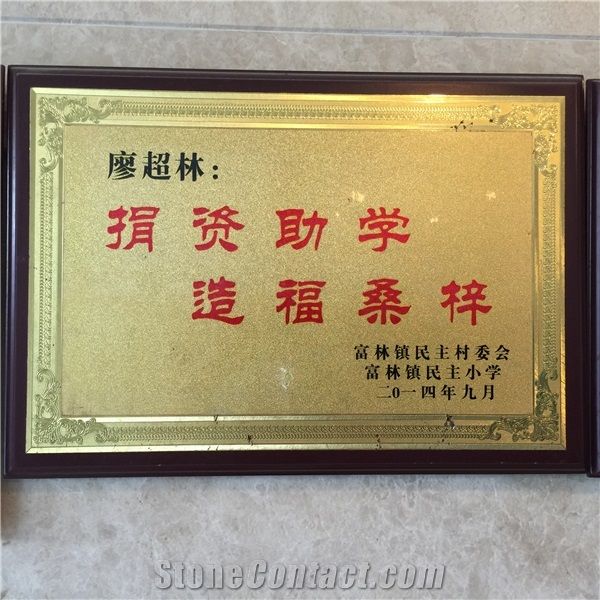 廖超林：
捐资助学
造福桑梓
富林镇民主村委会
富林镇民主小学
二0一四年九月
StoneContact.com